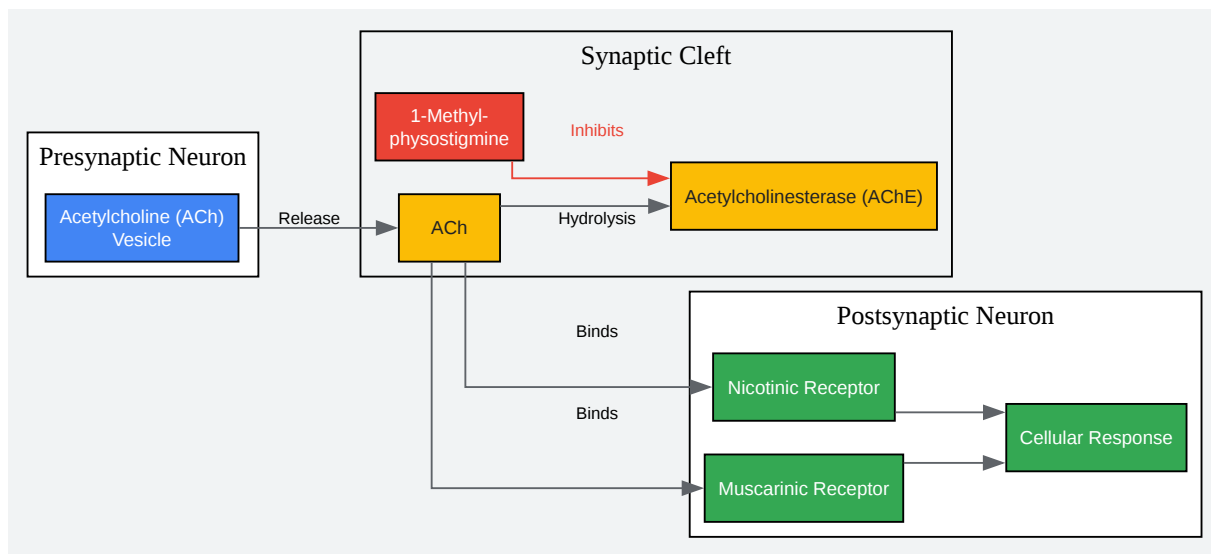 Synaptic Cleft
1-Methyl-
physostigmine
Inhibits
Presynaptic Neuron
Acetylcholine (ACh)
Vesicle
Release
ACh
Hydrolysis
Acetylcholinesterase (AChE)
Postsynaptic Neuron
Binds
Nicotinic Receptor
Binds
Muscarinic Receptor
Cellular Response